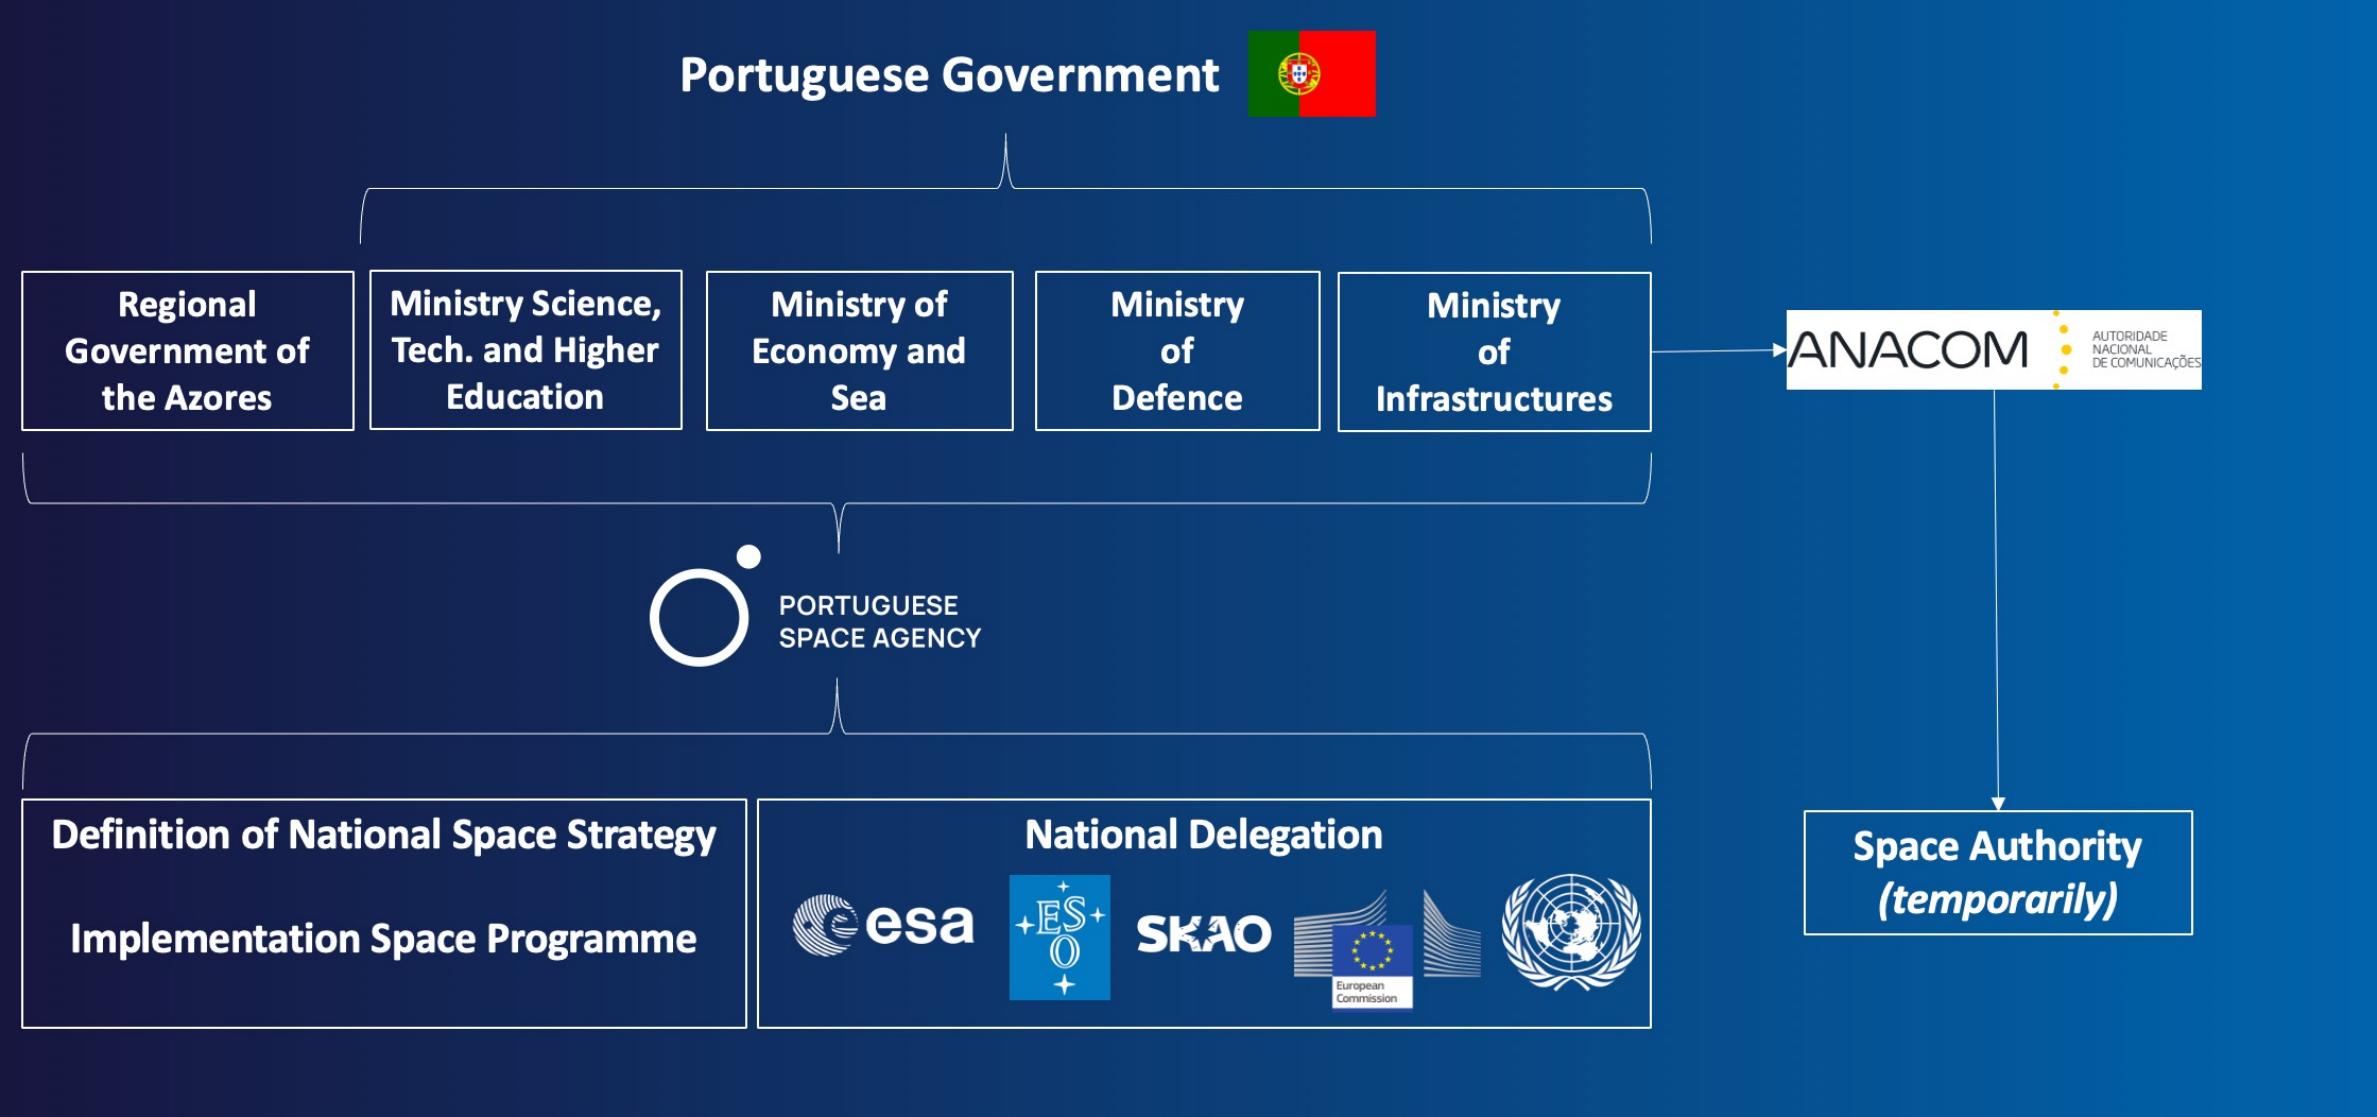 Portuguese Government
Regional
Government of
the Azores
Ministry Science,
Tech. and Higher
Education
Ministry of
Economy and
Sea
Ministry
of
Defence
Ministry
of
Infrastructures
ANACOM
AUTORIDADE
NACIONAL
DE COMUNICAÇÕES
PORTUGUESE
SPACE AGENCY
Definition of National Space Strategy
Implementation Space Programme
National Delegation
esa
ES
O
SKAO
European
Commission
Space Authority
(temporarily)